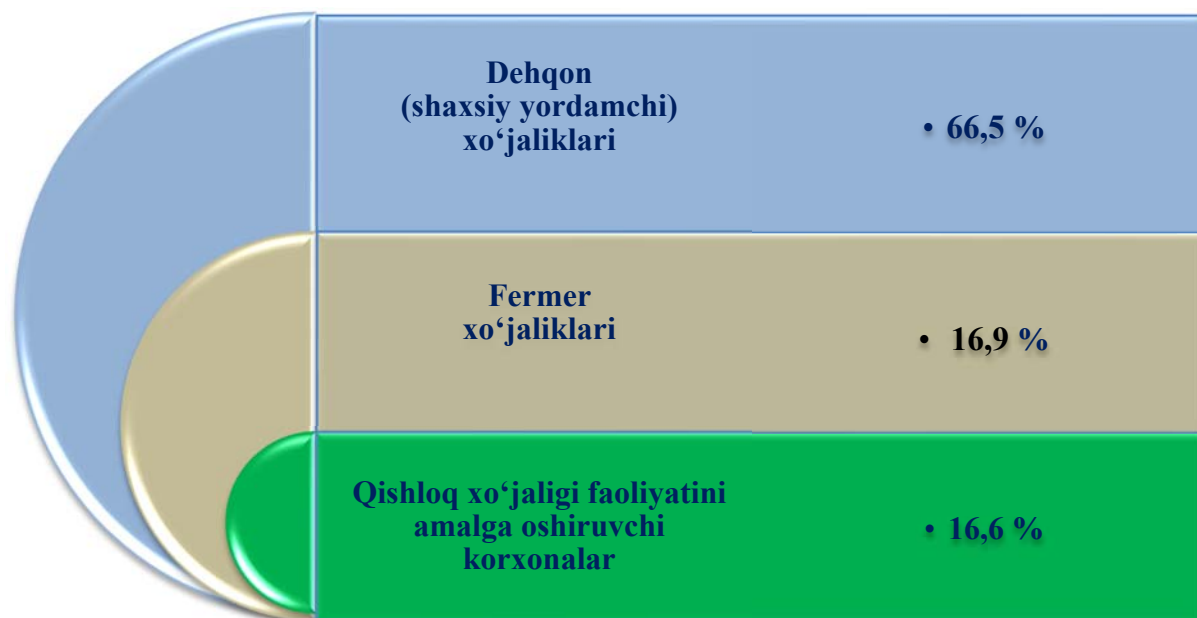 Dehqon
(shaxsiy yordamchi)
xo‘jaliklari
• 66,5 %
Fermer
xo‘jaliklari
• 16,9 %
Qishloq xo‘jaligi faoliyatini
amalga oshiruvchi
korxonalar
• 16,6 %